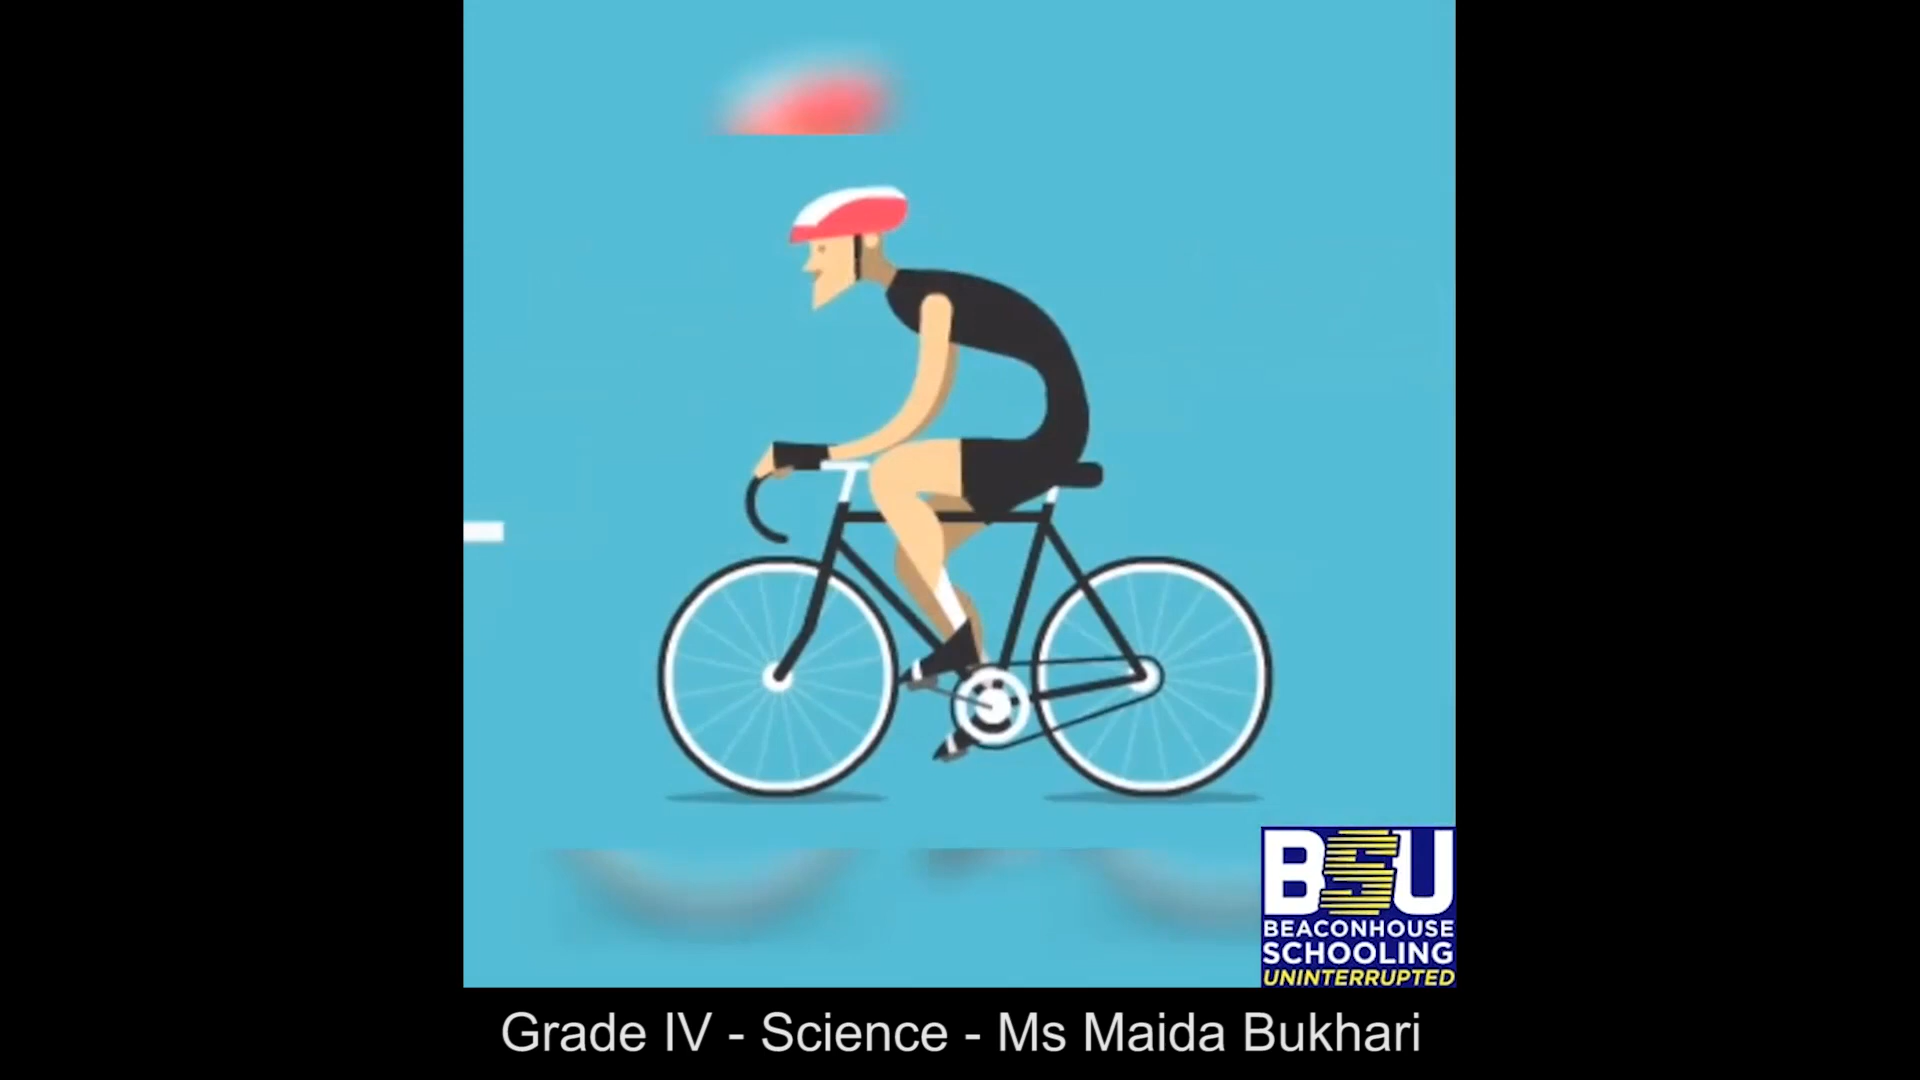 BSU
BEACONHOUSE
SCHOOLING
UNINTERRUPTED
Grade IV - Science - Ms Maida Bukhari